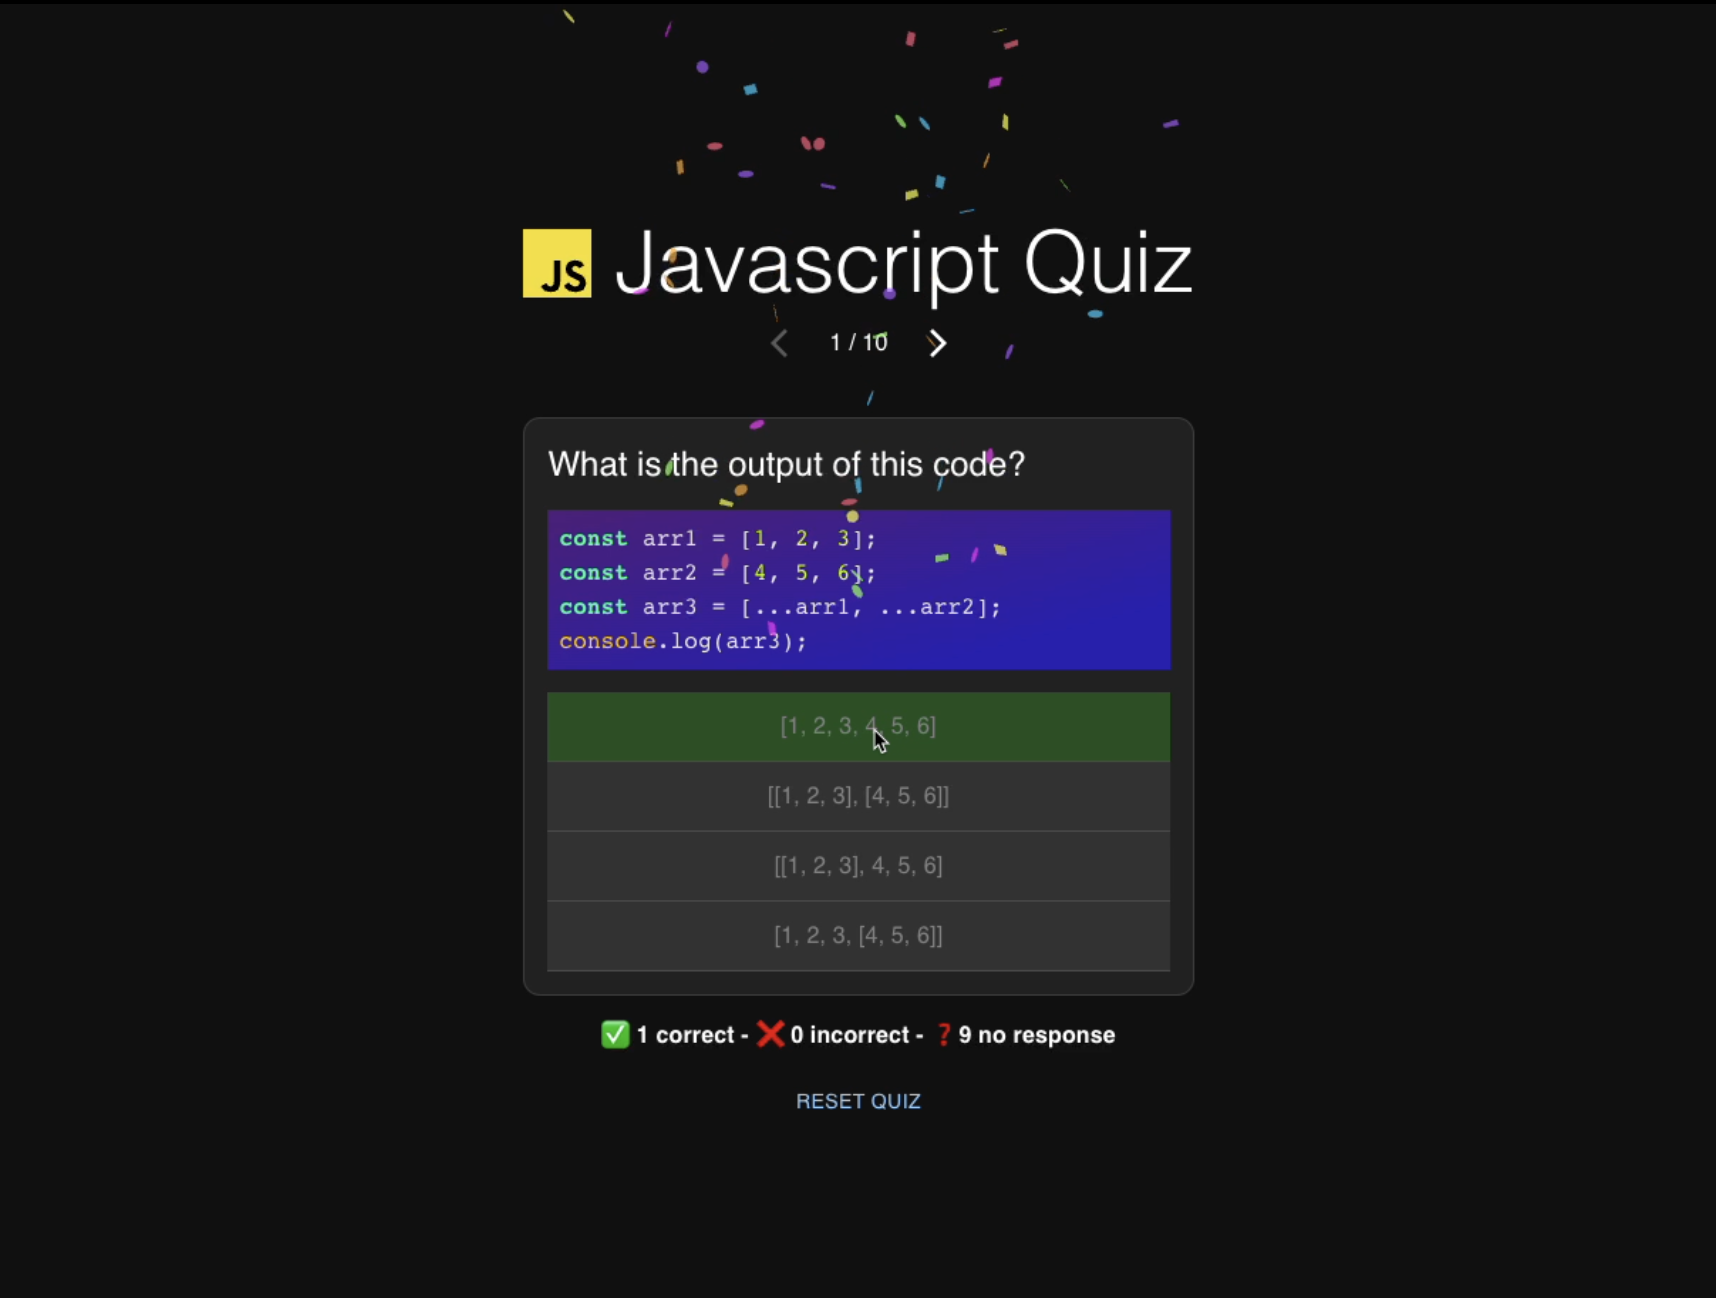 JS Javascript Quiz
1 / 10
What is the output of this code?
const arr1 = [1, 2, 3];
const arr2 = [4, 5, 6];
const arr3 = [...arr1, ...arr2];
console.log(arr3);
[1, 2, 3, 4, 5, 6]
[[1, 2, 3], [4, 5, 6]]
[[1, 2, 3], 4, 5, 6]
[1, 2, 3, [4, 5, 6]]
✅ 1 correct - ❌ 0 incorrect - ❓ 9 no response
RESET QUIZ